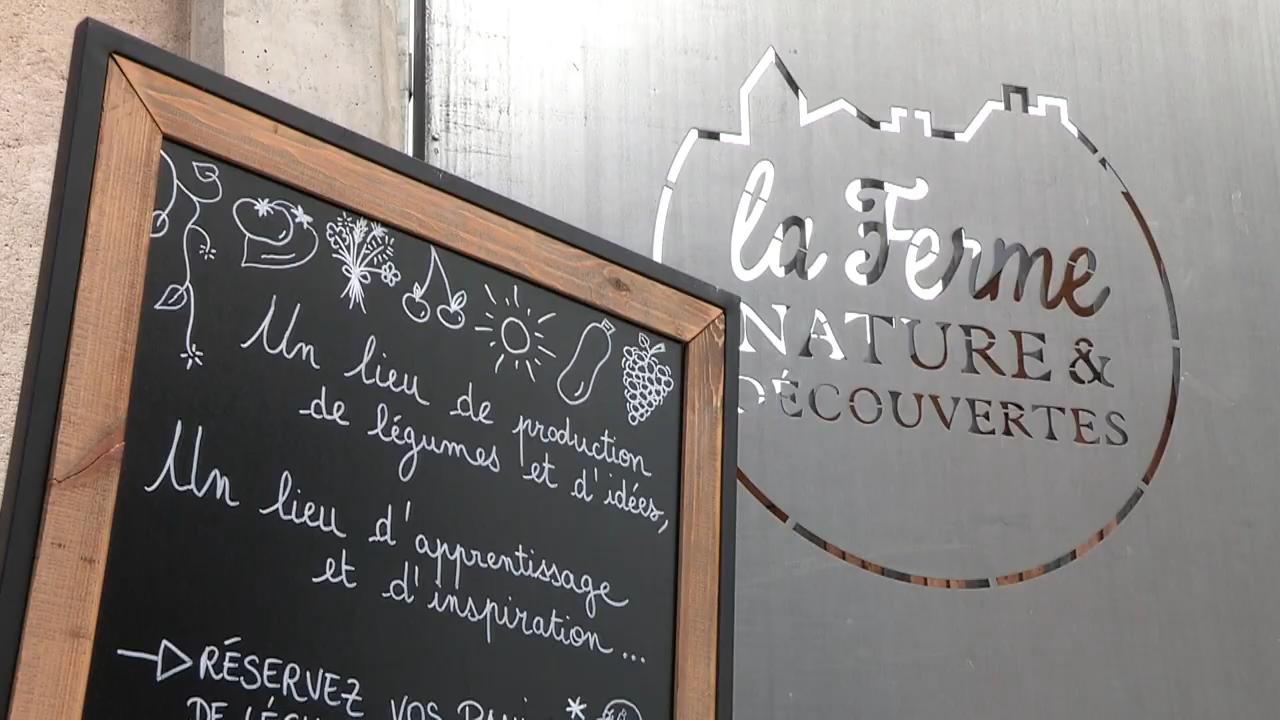 Un lieu de production
de légumes et d'idées,
Un lieu d'apprentissage
et d'inspiration...
RÉSERVEZ VOS
DE
la Ferme
NATURE &
DÉCOUVERTES